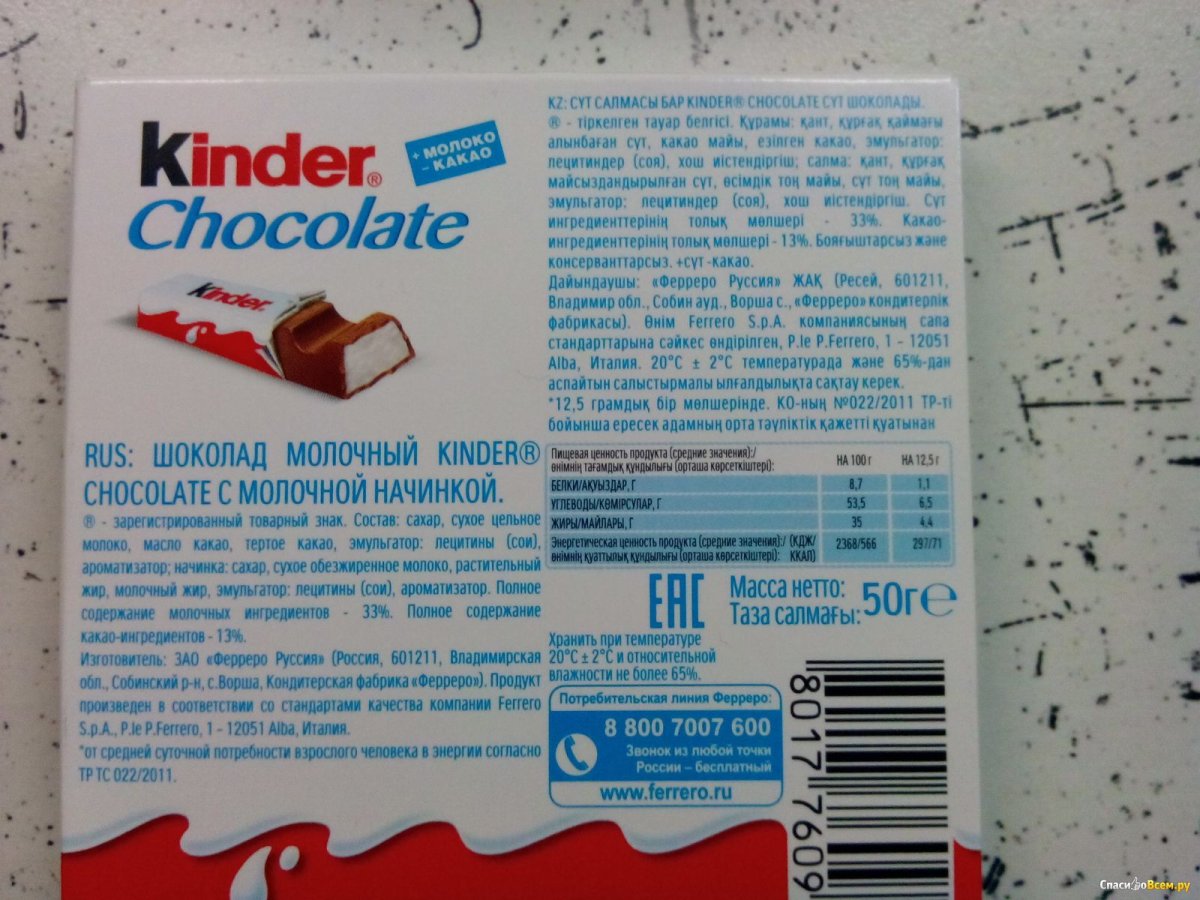 Kinder®
Chocolate
+ МОЛОКО
– КАКАО
Kinder
RUS: ШОКОЛАД МОЛОЧНЫЙ KINDER®
CHOCOLATE С МОЛОЧНОЙ НАЧИНКОЙ.
® - зарегистрированный товарный знак. Состав: сахар, сухое цельное
молоко, масло какао, тертое какао, эмульгатор: лецитины (сои),
ароматизатор; начинка: сахар, сухое обезжиренное молоко, растительный
жир, молочный жир, эмульгатор: лецитины (сои), ароматизатор. Полное
содержание молочных ингредиентов - 33%. Полное содержание
какао-ингредиентов - 13%.
Изготовитель: ЗАО «Ферреро Руссия» (Россия, 601211, Владимирская
обл., Собинский р-н, с.Ворша, Кондитерская фабрика «Ферреро»). Продукт
произведен в соответствии со стандартами качества компании Ferrero
S.p.A., P.le P.Ferrero, 1 - 12051 Alba, Италия.
*от средней суточной потребности взрослого человека в энергии согласно
ТР ТС 022/2011.
KZ: СҮТ САЛМАСЫ БАР KINDER® CHOCOLATE СҮТ ШОКОЛАДЫ.
® - тіркелген тауар белгісі. Құрамы: қант, құрғақ қаймағы
алынбаған сүт, какао майы, езілген какао, эмульгатор:
лецитиндер (соя), хош иістендіргіш; салма: қант, құрғақ
майсыздандырылған сүт, өсімдік тоң майы, сүт тоң майы,
эмульгатор: лецитиндер (соя), хош иістендіргіш. Сүт
ингредиенттерінің толық мөлшері - 33%. Какао-
ингредиенттерінің толық мөлшері - 13%. Бояғыштарсыз және
консерванттарсыз. +сүт -какао.
Дайындаушы: «Ферреро Руссия» ЖАҚ (Ресей, 601211,
Владимир обл., Собин ауд., Ворша с., «Ферреро» кондитерлік
фабрикасы). Өнім Ferrero S.p.A. компаниясының сапа
стандарттарына сәйкес өндірілген, P.le P.Ferrero, 1 - 12051
Alba, Италия. 20°C ± 2°C температурада және 65%-дан
аспайтын салыстырмалы ылғалдылықта сақтау керек.
*12,5 грамдық бір мөлшерінде. КО-ның №022/2011 ТР-ті
бойынша ересек адамның орта тәуліктік қажетті қуатынан
Пищевая ценность продукта (средние значения):/
өнімнің тағамдық құндылығы (орташа көрсеткіштері): НА 100 г НА 12,5 г
БЕЛКИ/АҚУЫЗДАР, Г 8,7 1,1
УГЛЕВОДЫ/КӨМІРСУЛАР, Г 53,5 6,5
ЖИРЫ/МАЙЛАРЫ, Г 35 4,4
Энергетическая ценность продукта (средние значения):/ (КДЖ/ 2368/566 297/71
өнімнің қуаттылық құндылығы (орташа көрсеткіштері): ККАЛ)
EAC
Масса нетто: 50г℮
Таза салмағы:
Хранить при температуре
20°C ± 2°C и относительной
влажности не более 65%.
Потребительская линия Ферреро:
8 800 7007 600
Звонок из любой точки
России – бесплатный
www.ferrero.ru
8017 7609
СпасибоВсем.ру